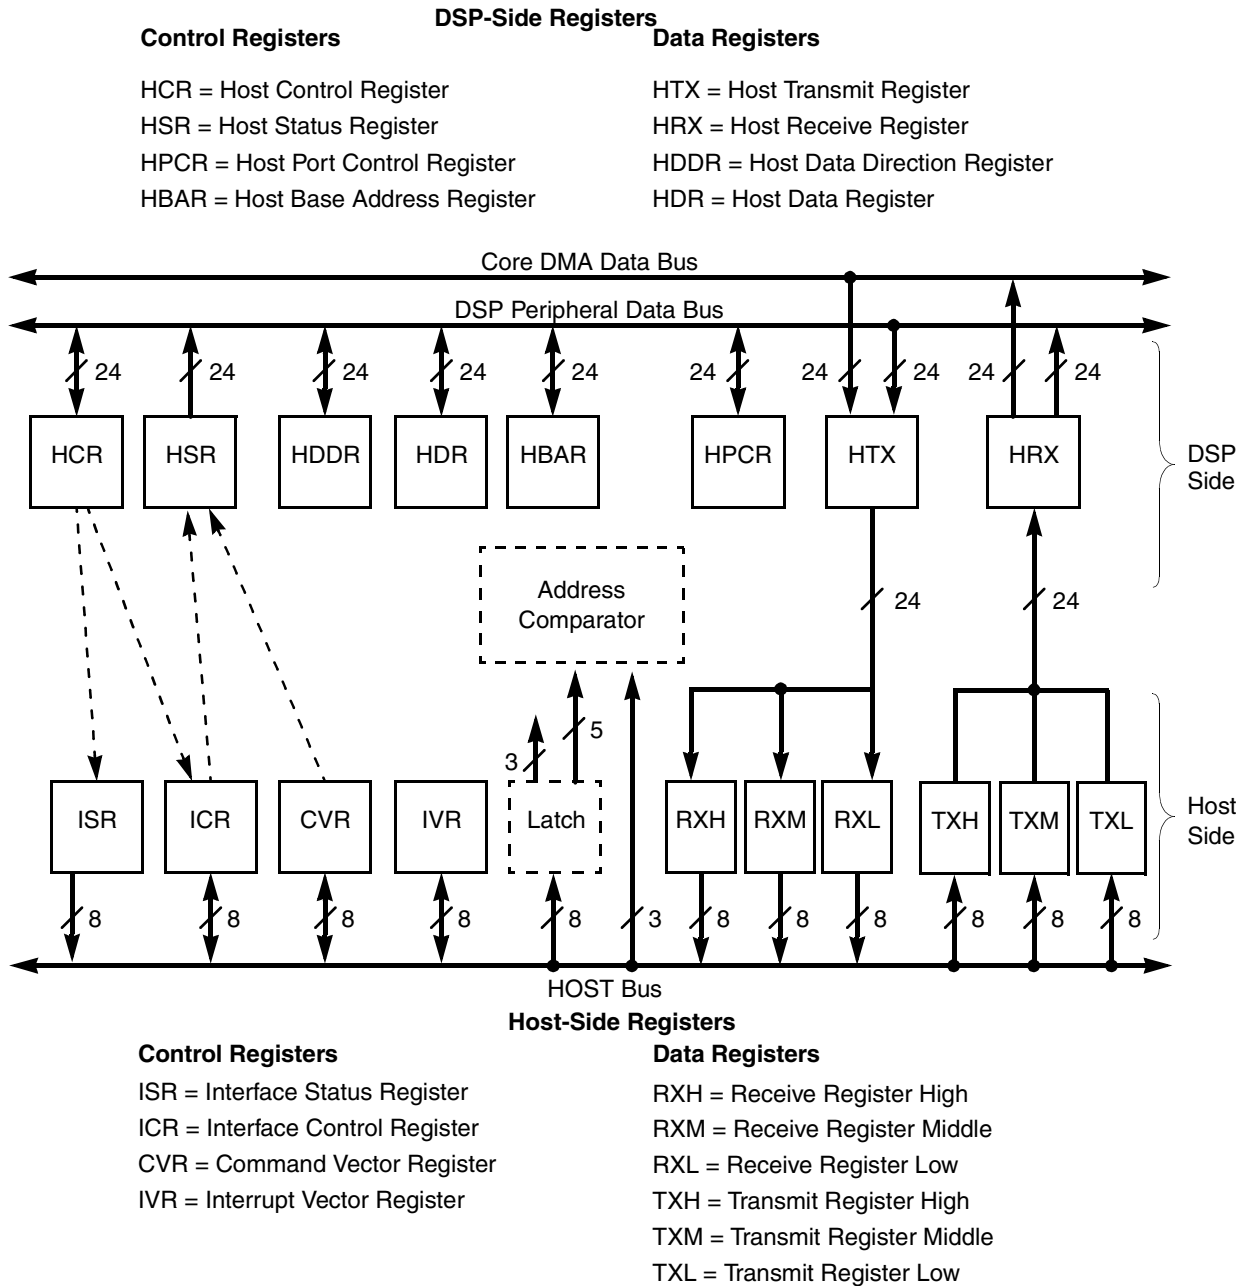 DSP-Side Registers
Control Registers
Data Registers
HCR = Host Control Register
HTX = Host Transmit Register
HSR = Host Status Register
HRX = Host Receive Register
HPCR = Host Port Control Register
HDDR = Host Data Direction Register
HBAR = Host Base Address Register
HDR = Host Data Register
Core DMA Data Bus
DSP Peripheral Data Bus
24 24 24 24 24 24 24 24 24 24
HCR HSR HDDR HDR HBAR HPCR HTX HRX
DSP
Side
Address
Comparator
24 24
5
3
ISR ICR CVR IVR Latch RXH RXM RXL TXH TXM TXL
Host
Side
8 8 8 8 8 3 8 8 8 8 8 8
HOST Bus
Host-Side Registers
Control Registers
Data Registers
ISR = Interface Status Register
RXH = Receive Register High
ICR = Interface Control Register
RXM = Receive Register Middle
CVR = Command Vector Register
RXL = Receive Register Low
IVR = Interrupt Vector Register
TXH = Transmit Register High
TXM = Transmit Register Middle
TXL = Transmit Register Low